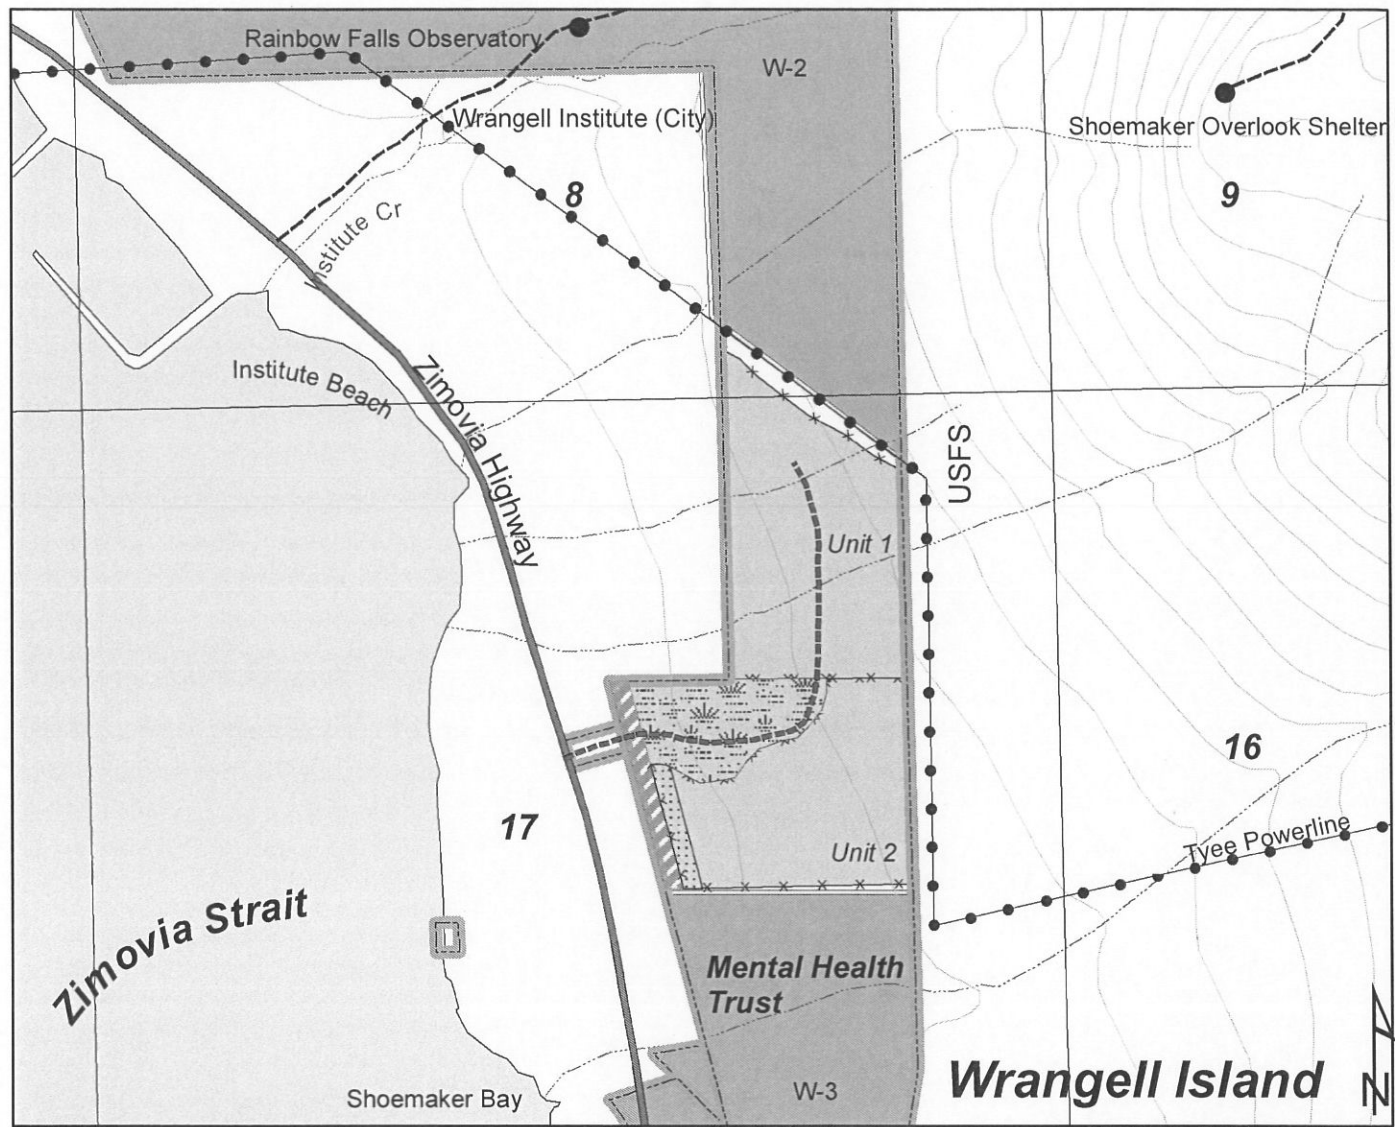 Rainbow Falls Observatory
W-2
Wrangell Institute (City)
Shoemaker Overlook Shelter
8
9
Institute Cr
Institute Beach
Zimovia Highway
USFS
Unit 1
16
17
Unit 2
Tyee Powerline
Zimovia Strait
Mental Health
Trust
Wrangell Island
W-3
Shoemaker Bay
N